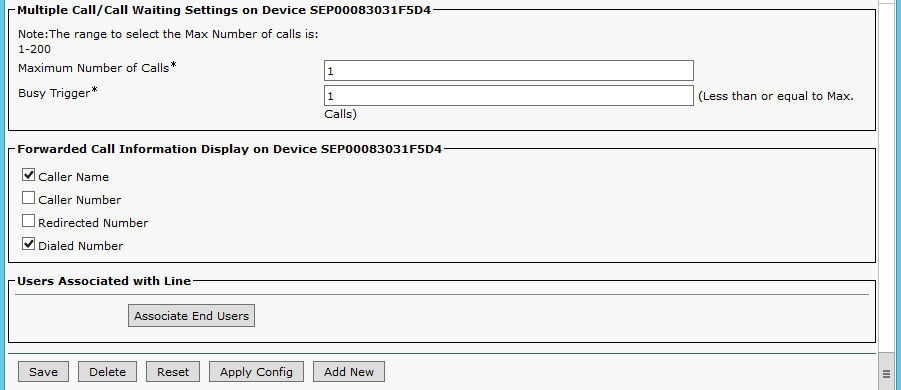 Multiple Call/Call Waiting Settings on Device SEP00083031F5D4
Note:The range to select the Max Number of calls is:
1-200
Maximum Number of Calls*
1
Busy Trigger*
1
(Less than or equal to Max.
Calls)
Forwarded Call Information Display on Device SEP00083031F5D4
Caller Name
Caller Number
Redirected Number
Dialed Number
Users Associated with Line
Associate End Users
Save Delete Reset Apply Config Add New